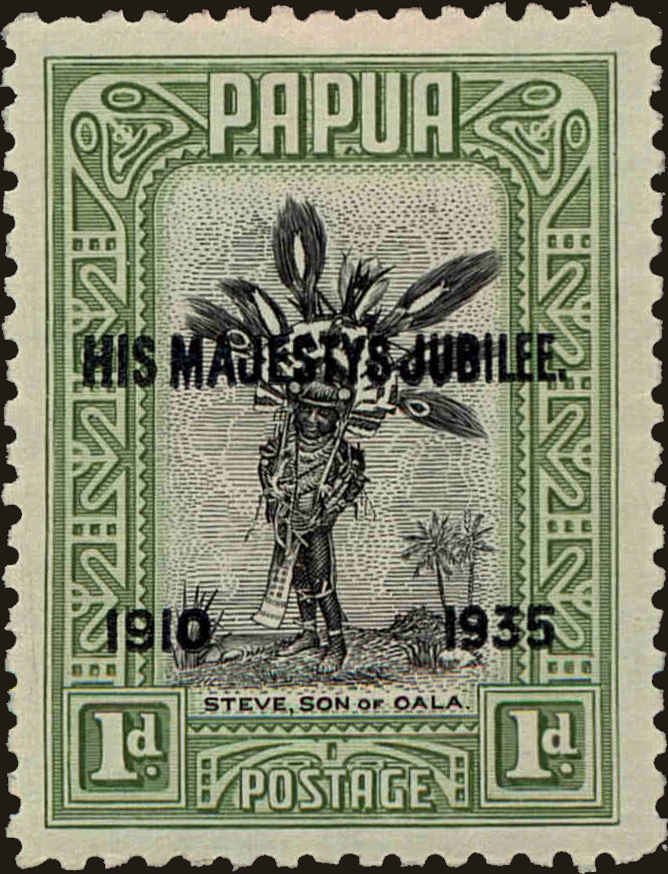 PAPUA
HIS MAJESTYS JUBILEE.
1910 1935
STEVE, SON OF OALA.
1d. 1d.
POSTAGE